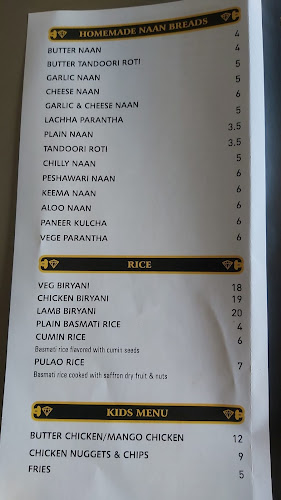 HOMEMADE NAAN BREADS
BUTTER NAAN 4
BUTTER TANDOORI ROTI 4
GARLIC NAAN 5
CHEESE NAAN 5
GARLIC & CHEESE NAAN 6
LACHHA PARANTHA 5
PLAIN NAAN 3.5
TANDOORI ROTI 3.5
CHILLY NAAN 5
PESHAWARI NAAN 6
KEEMA NAAN 6
ALOO NAAN 6
PANEER KULCHA 6
VEGE PARANTHA 6
RICE
VEG BIRYANI 18
CHICKEN BIRYANI 19
LAMB BIRYANI 20
PLAIN BASMATI RICE 4
CUMIN RICE 6
Basmati rice flavored with cumin seeds
PULAO RICE 7
Basmati rice cooked with saffron dry fruit & nuts
KIDS MENU
BUTTER CHICKEN/MANGO CHICKEN 12
CHICKEN NUGGETS & CHIPS 9
FRIES 5